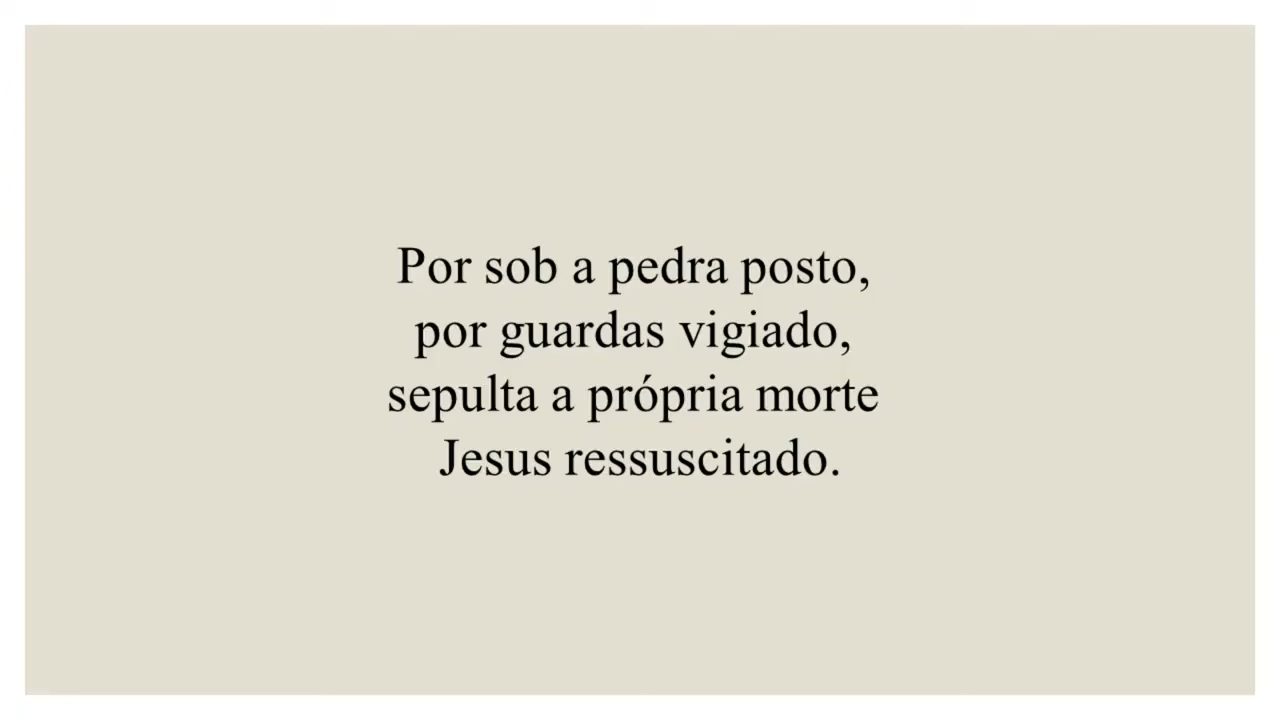 Por sob a pedra posto,
por guardas vigiado,
sepulta a própria morte
Jesus ressuscitado.